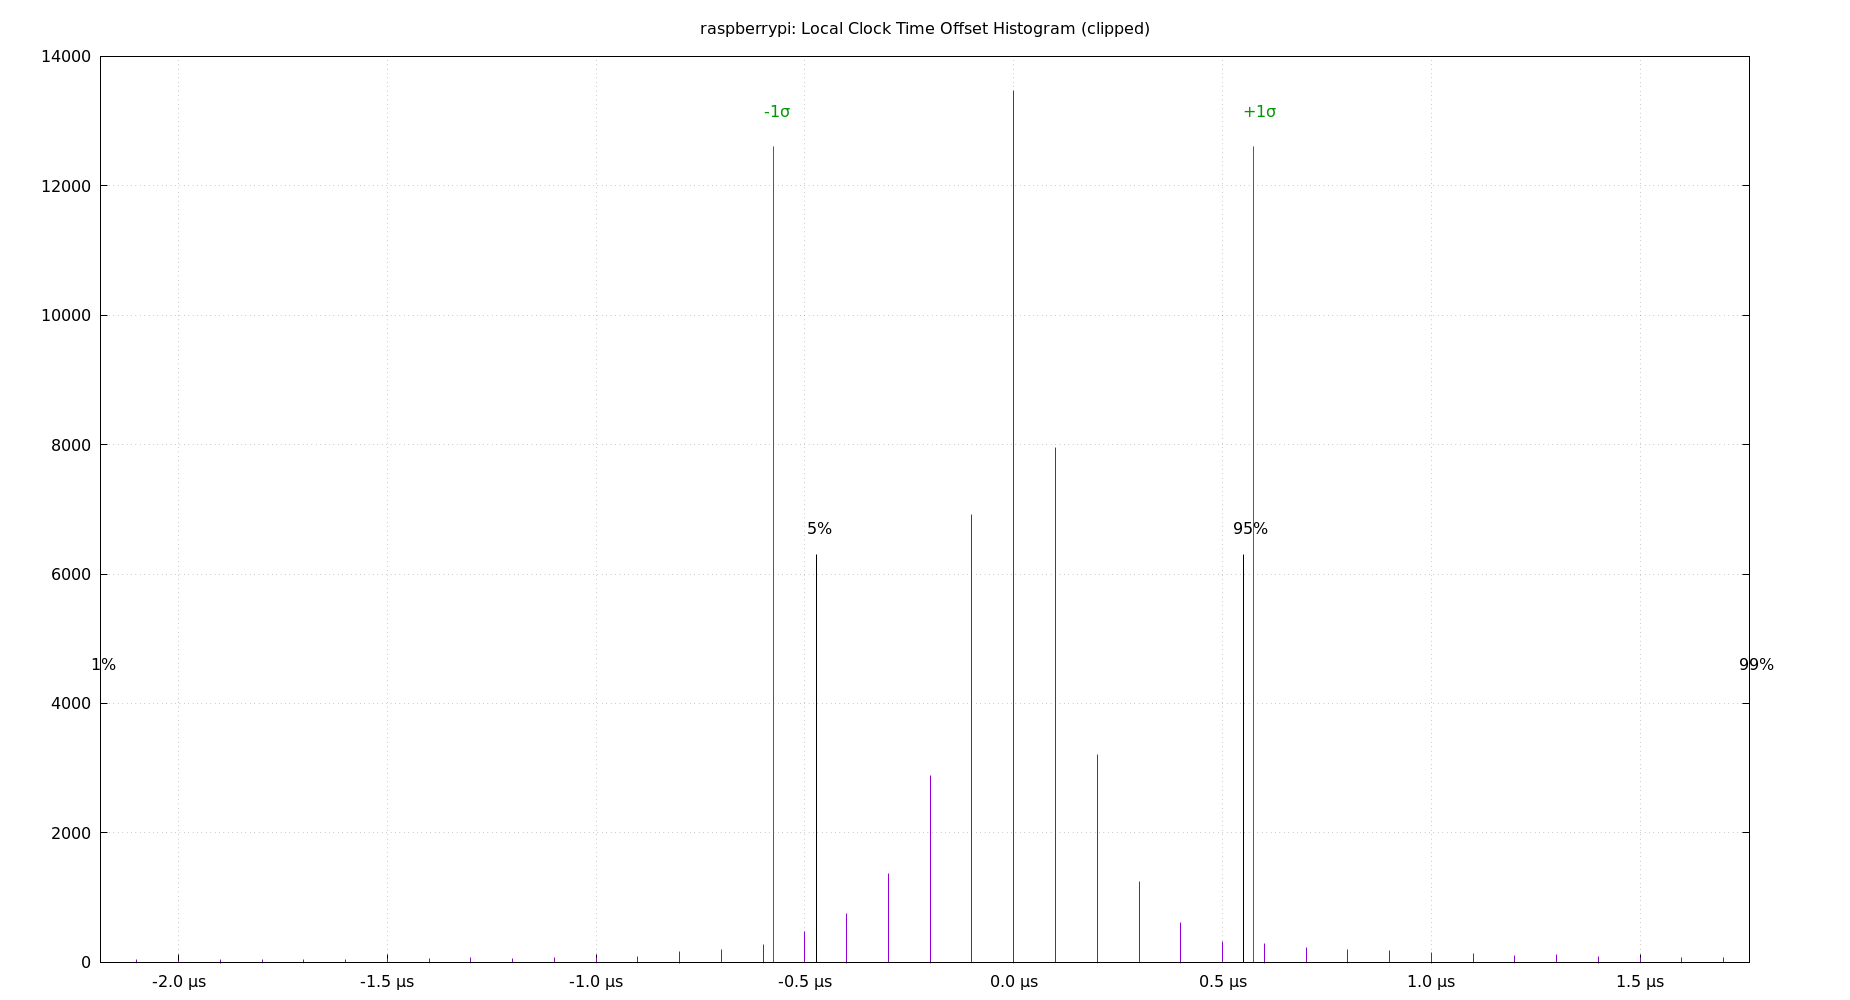 raspberrypi: Local Clock Time Offset Histogram (clipped)
14000
-1σ
+1σ
12000
10000
8000
5%
95%
6000
1%
99%
4000
2000
0
-2.0 µs
-1.5 µs
-1.0 µs
-0.5 µs
0.0 µs
0.5 µs
1.0 µs
1.5 µs